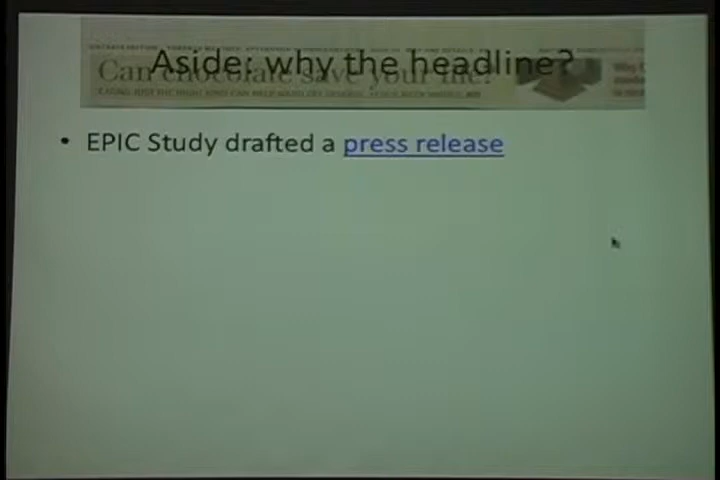 Aside: why the headline?
Can chocolate save your life?
• EPIC Study drafted a press release